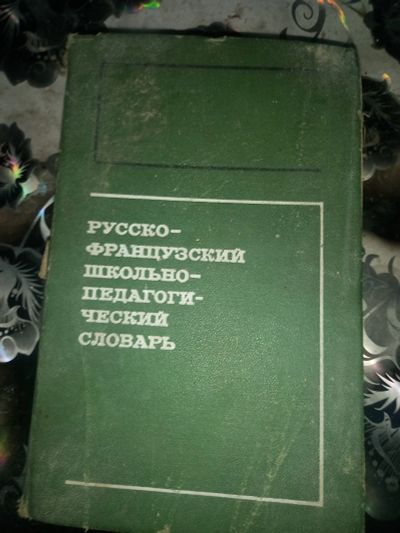 РУССКО-
ФРАНЦУЗСКИЙ
ШКОЛЬНО-
ПЕДАГОГИ-
ЧЕСКИЙ
СЛОВАРЬ